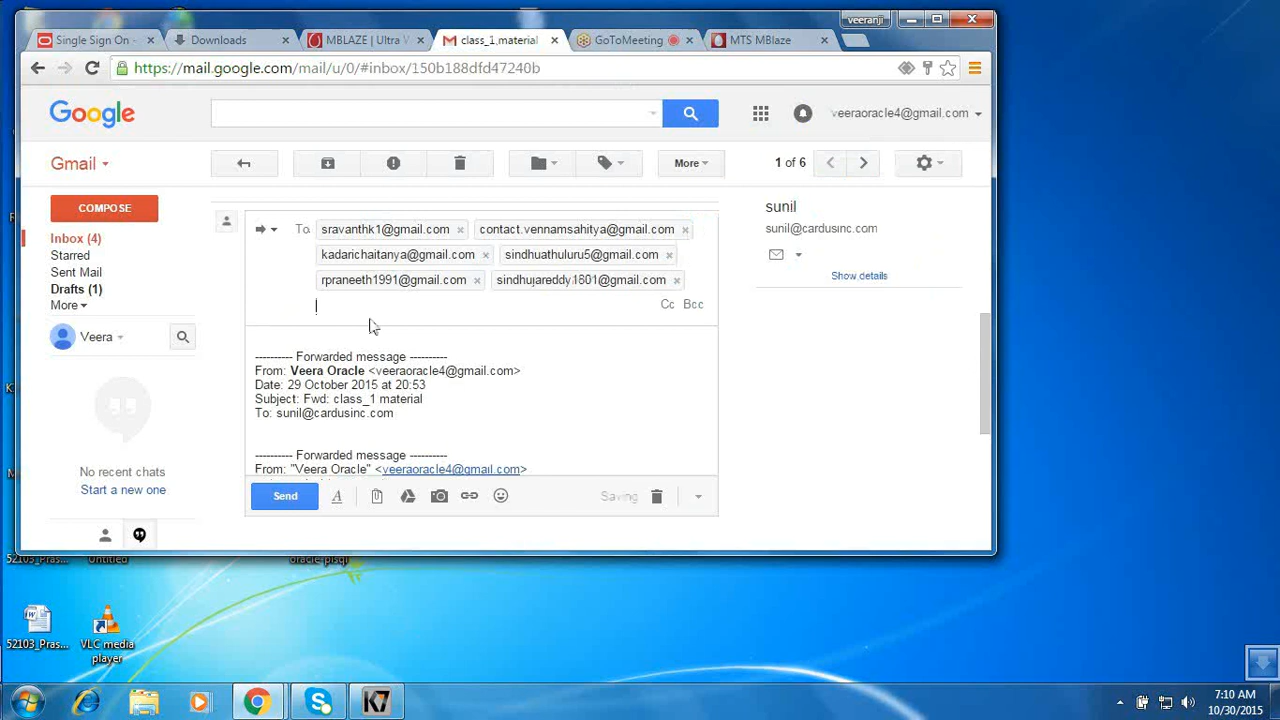 veeranji
Single Sign On -
Downloads
MBLAZE | Ultra
class_1,material
GoToMeeting
MTS MBlaze
https://mail.google.com/mail/u/0/#inbox/150b188dfd47240b
Google
veeraoracle4@gmail.com
Gmail
More
1 of 6
COMPOSE
Inbox (4)
Starred
Sent Mail
Drafts (1)
More
Veera
No recent chats
Start a new one
To
sravanthk1@gmail.com
contact.vennamsahitya@gmail.com
kadarichaitanya@gmail.com
sindhuathuluru5@gmail.com
rpraneeth1991@gmail.com
sindhujareddy.1801@gmail.com
Cc Bcc
---------- Forwarded message ----------
From: Veera Oracle <veeraoracle4@gmail.com>
Date: 29 October 2015 at 20:53
Subject: Fwd: class_1 material
To: sunil@cardusinc.com
---------- Forwarded message ----------
From: "Veera Oracle" <veeraoracle4@gmail.com>
Send
Saving
sunil
sunil@cardusinc.com
Show details
52103_Pras...
Untitled
oracle-plsql
52103_Pras...
VLC media
player
K7
7:10 AM
10/30/2015